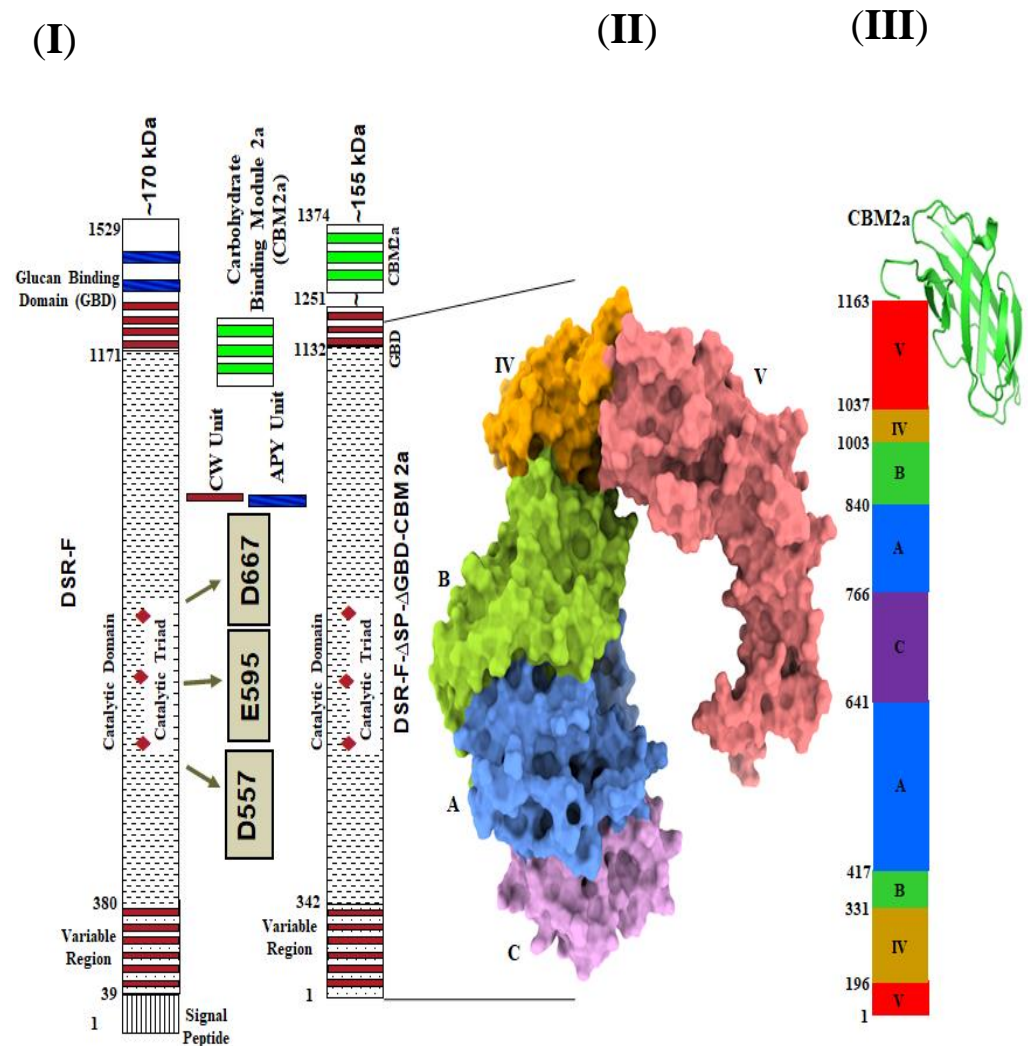 (I)
(II)
(III)
~170 kDa
1529
Glucan Binding
Domain (GBD)
1171
DSR-F
Catalytic Domain
Catalytic Triad
380
Variable
Region
39
1
Signal
Peptide
Carbohydrate
Binding Module 2a
(CBM2a)
CW Unit
APY Unit
D667
E595
D557
~155 kDa
1374
CBM2a
1251
~
1132
GBD
Catalytic Domain
Catalytic Triad
DSR-F-ΔSP-ΔGBD-CBM 2a
342
Variable
Region
1
IV
V
B
A
C
CBM2a
1163
V
1037
IV
1003
B
840
A
766
C
641
A
417
B
331
IV
196
V
1